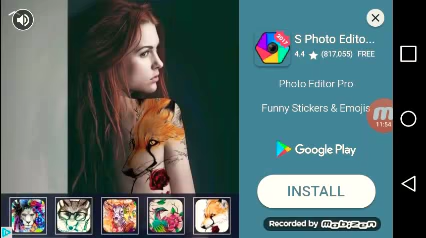 2017
S Photo Edito...
4.4 ★ (817,055) FREE
Photo Editor Pro
Funny Stickers & Emojis
11:54
Google Play
INSTALL
Recorded by Mobizen